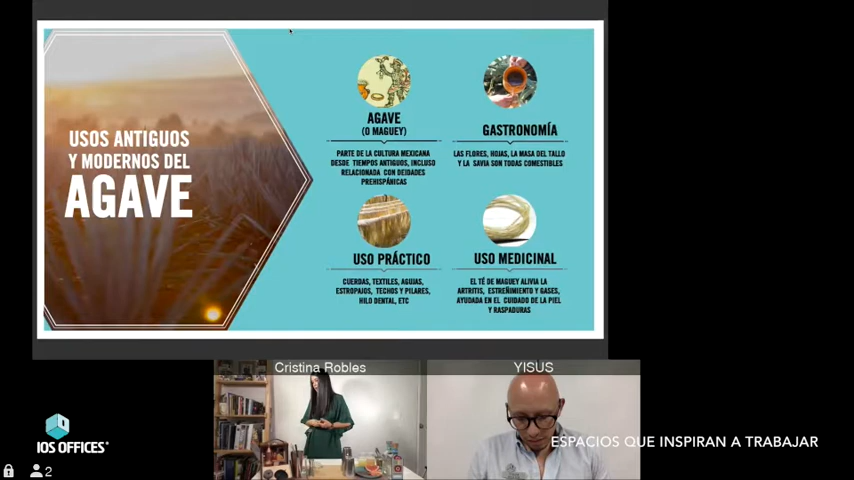 USOS ANTIGUOS
Y MODERNOS DEL
AGAVE
AGAVE
(O MAGUEY)
PARTE DE LA CULTURA MEXICANA
DESDE TIEMPOS ANTIGUOS, INCLUSO
RELACIONADA CON DEIDADES
PREHISPÁNICAS
GASTRONOMÍA
LAS FLORES, HOJAS, LA MASA DEL TALLO
Y LA SAVIA SON TODAS COMESTIBLES
USO PRÁCTICO
CUERDAS, TEXTILES, AGUJAS,
ESTROPAJOS, TECHOS Y PILARES,
HILO DENTAL, ETC
USO MEDICINAL
EL TÉ DE MAGUEY ALIVIA LA
ARTRITIS, ESTREÑIMIENTO Y GASES,
AYUDADA EN EL CUIDADO DE LA PIEL
Y RASPADURAS
Cristina Robles
YISUS
IOS OFFICES
ESPACIOS QUE INSPIRAN A TRABAJAR
2